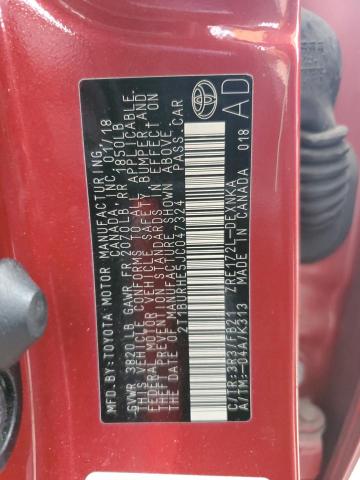 MFD.BY:TOYOTA MOTOR MANUFACTURING,
CANADA, INC. 01/18
GVWR 3820 LB GAWR FR 2020LB, RR 1850LB
THIS VEHICLE CONFORMS TO ALL APPLICABLE
FEDERAL MOTOR VEHICLE SAFETY, BUMPER AND
THEFT PREVENTION STANDARDS IN EFFECT ON
THE DATE OF MANUFACTURE SHOWN ABOVE.
2T1BURHE5JC047324 PASS.CAR
AD
C/TR:3R3/FB21 ZRE172L-DEXNKA
A/TM:-04A/K313 MADE IN CANADA 018